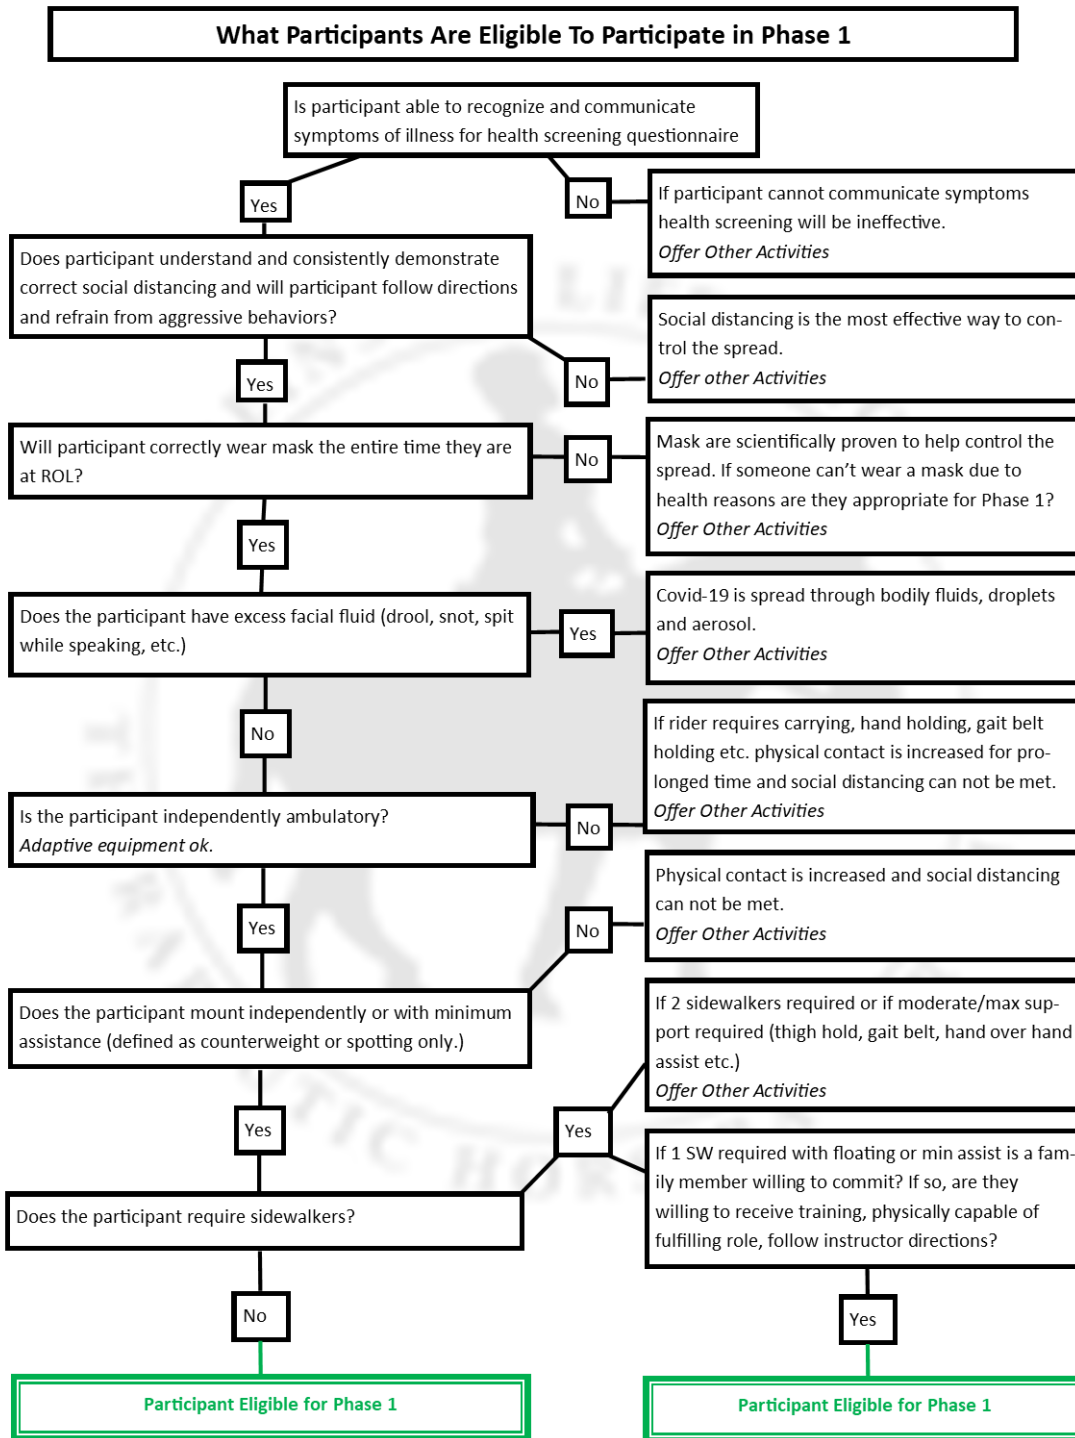 What Participants Are Eligible To Participate in Phase 1
Is participant able to recognize and communicate
symptoms of illness for health screening questionnaire
Yes
No
If participant cannot communicate symptoms
health screening will be ineffective.
Offer Other Activities
Does participant understand and consistently demonstrate
correct social distancing and will participant follow directions
and refrain from aggressive behaviors?
Yes
No
Social distancing is the most effective way to con-
trol the spread.
Offer other Activities
Will participant correctly wear mask the entire time they are
at ROL?
No
Mask are scientifically proven to help control the
spread. If someone can't wear a mask due to
health reasons are they appropriate for Phase 1?
Offer Other Activities
Yes
Does the participant have excess facial fluid (drool, snot, spit
while speaking, etc.)
Yes
Covid-19 is spread through bodily fluids, droplets
and aerosol.
Offer Other Activities
No
If rider requires carrying, hand holding, gait belt
holding etc. physical contact is increased for pro-
longed time and social distancing can not be met.
Offer Other Activities
Is the participant independently ambulatory?
Adaptive equipment ok.
No
Yes
No
Physical contact is increased and social distancing
can not be met.
Offer Other Activities
Does the participant mount independently or with minimum
assistance (defined as counterweight or spotting only.)
Yes
Yes
If 2 sidewalkers required or if moderate/max sup-
port required (thigh hold, gait belt, hand over hand
assist etc.)
Offer Other Activities
If 1 SW required with floating or min assist is a fam-
ily member willing to commit? If so, are they
willing to receive training, physically capable of
fulfilling role, follow instructor directions?
Does the participant require sidewalkers?
No
Yes
Participant Eligible for Phase 1
Participant Eligible for Phase 1